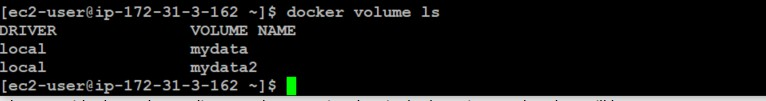 [ec2-user@ip-172-31-3-162 ~]$ docker volume ls
DRIVER              VOLUME NAME
local               mydata
local               mydata2
[ec2-user@ip-172-31-3-162 ~]$